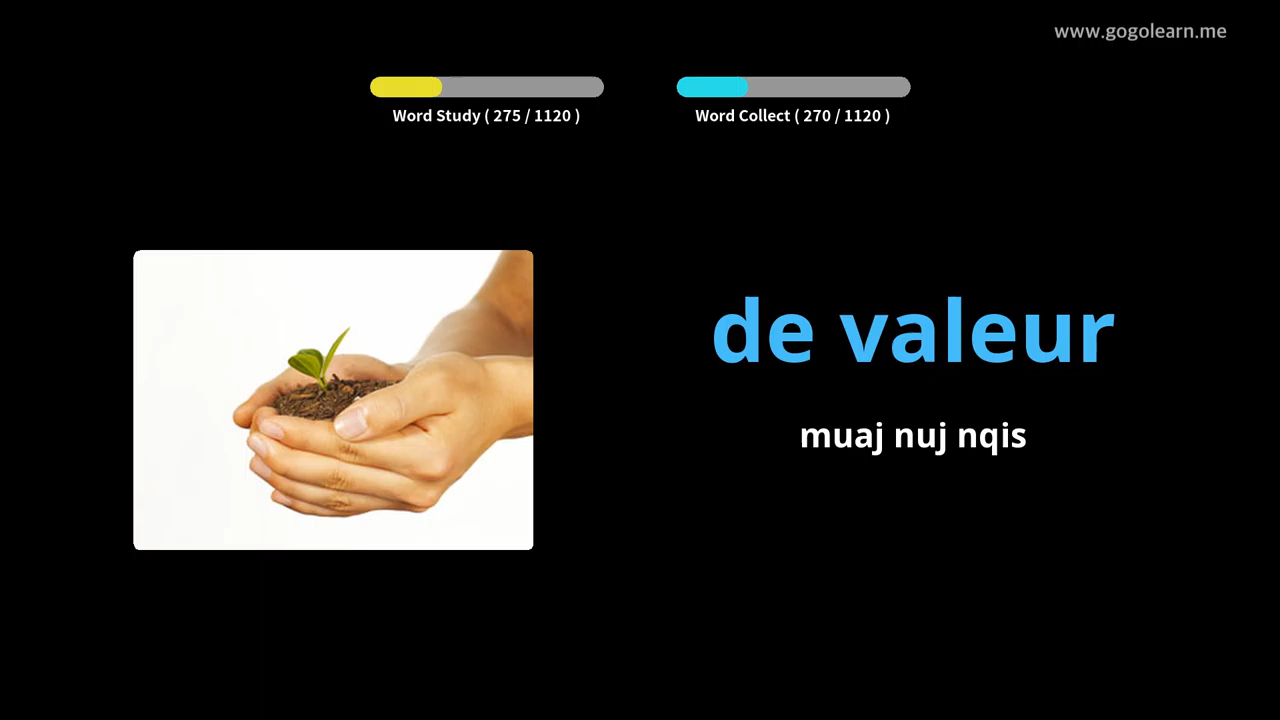 www.gogolearn.me
Word Study ( 275 / 1120 )
Word Collect ( 270 / 1120 )
de valeur
muaj nuj nqis